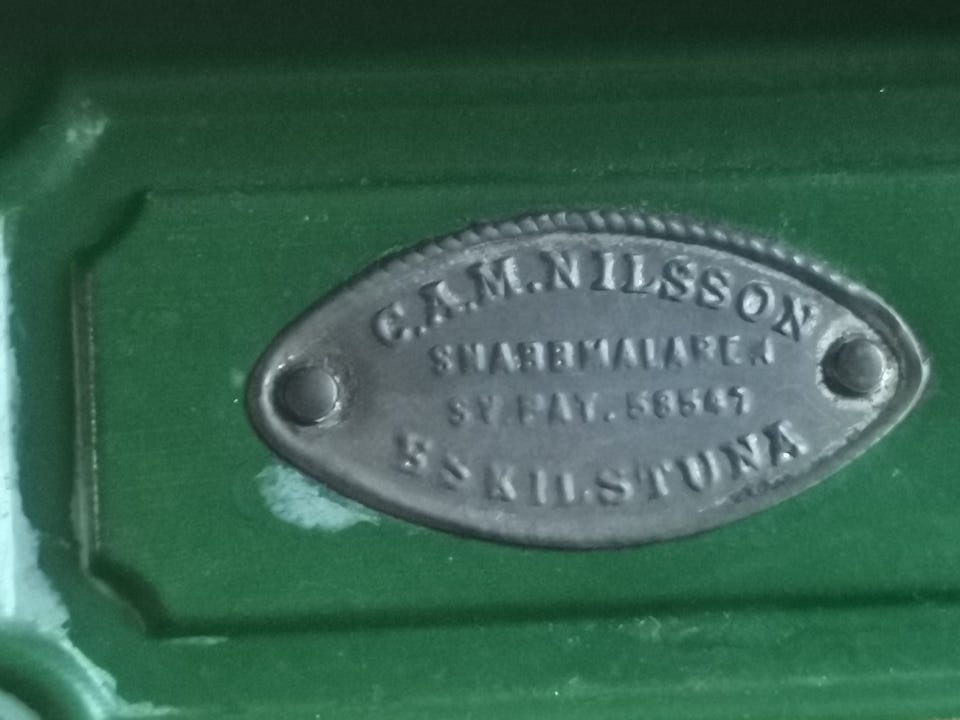 C.A.M.NILSSON
SNABBMALAREN
SV.PAT.58547
ESKILSTUNA